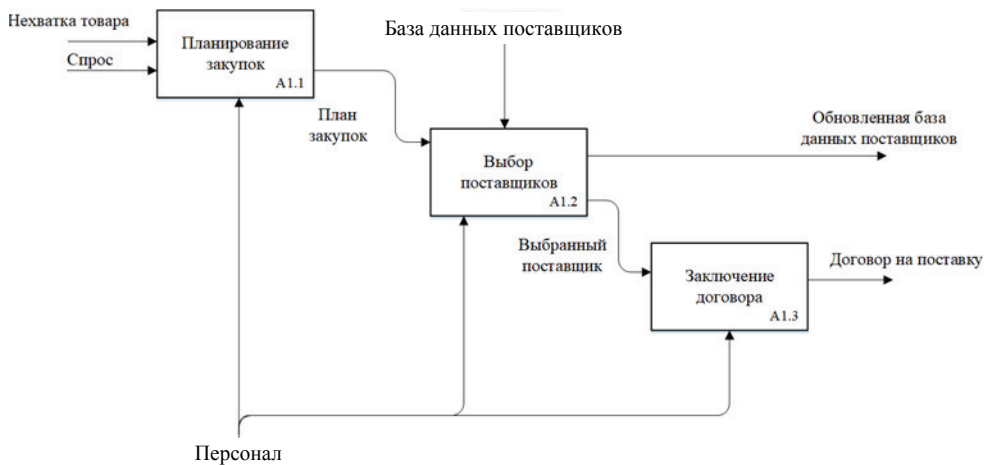 Нехватка товара
Спрос
Планирование
закупок
A1.1
База данных поставщиков
План
закупок
Выбор
поставщиков
A1.2
Обновленная база
данных поставщиков
Выбранный
поставщик
Заключение
договора
A1.3
Договор на поставку
Персонал